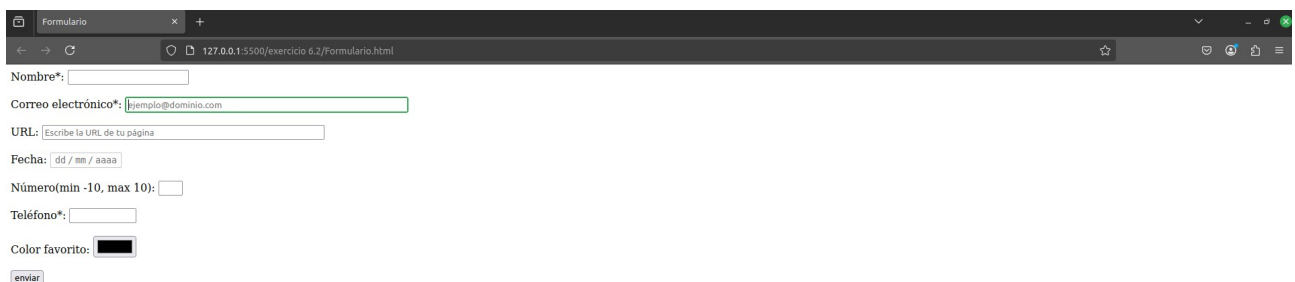 Formulario
127.0.0.1:5500/exercicio 6.2/Formulario.html
Nombre*:
Correo electrónico*: ejemplo@dominio.com
URL: Escribe la URL de tu página
Fecha: dd / mm / aaaa
Número(min -10, max 10):
Teléfono*:
Color favorito:
enviar